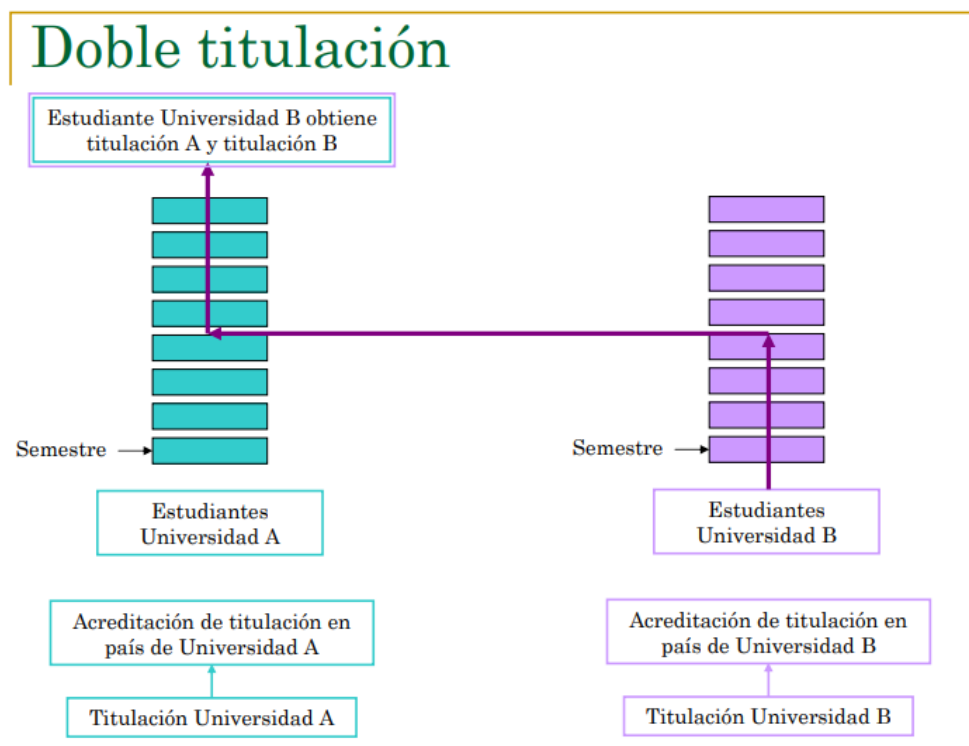 Doble titulación
Estudiante Universidad B obtiene
titulación A y titulación B
Semestre
Semestre
Estudiantes
Universidad A
Estudiantes
Universidad B
Acreditación de titulación en
país de Universidad A
Acreditación de titulación en
país de Universidad B
Titulación Universidad A
Titulación Universidad B